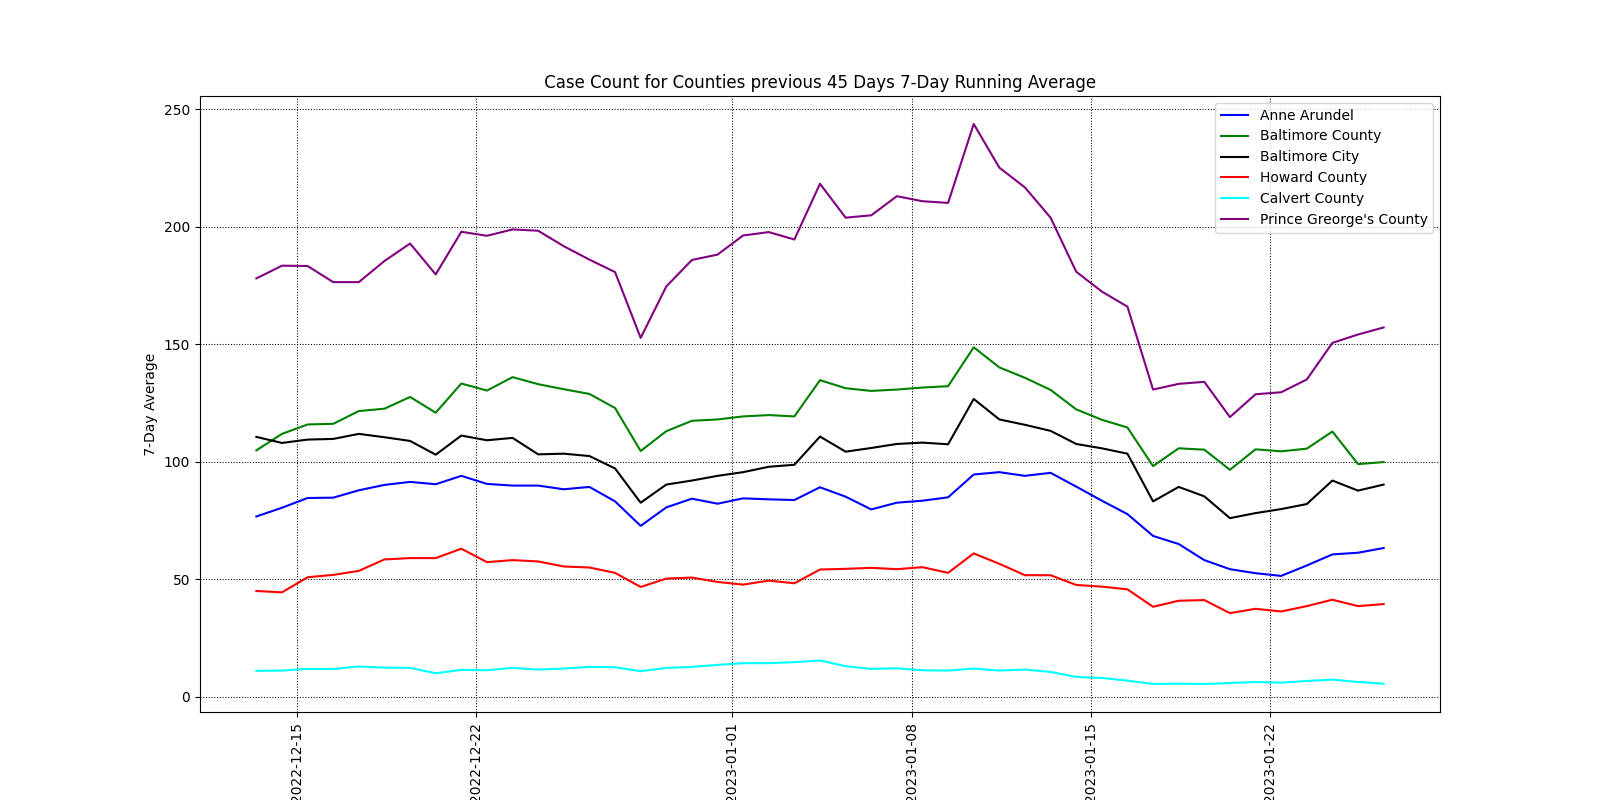 Case Count for Counties previous 45 Days 7-Day Running Average
250
200
150
100
50
0
7-Day Average
Anne Arundel
Baltimore County
Baltimore City
Howard County
Calvert County
Prince Greorge's County
2022-12-15
2022-12-22
2023-01-01
2023-01-08
2023-01-15
2023-01-22